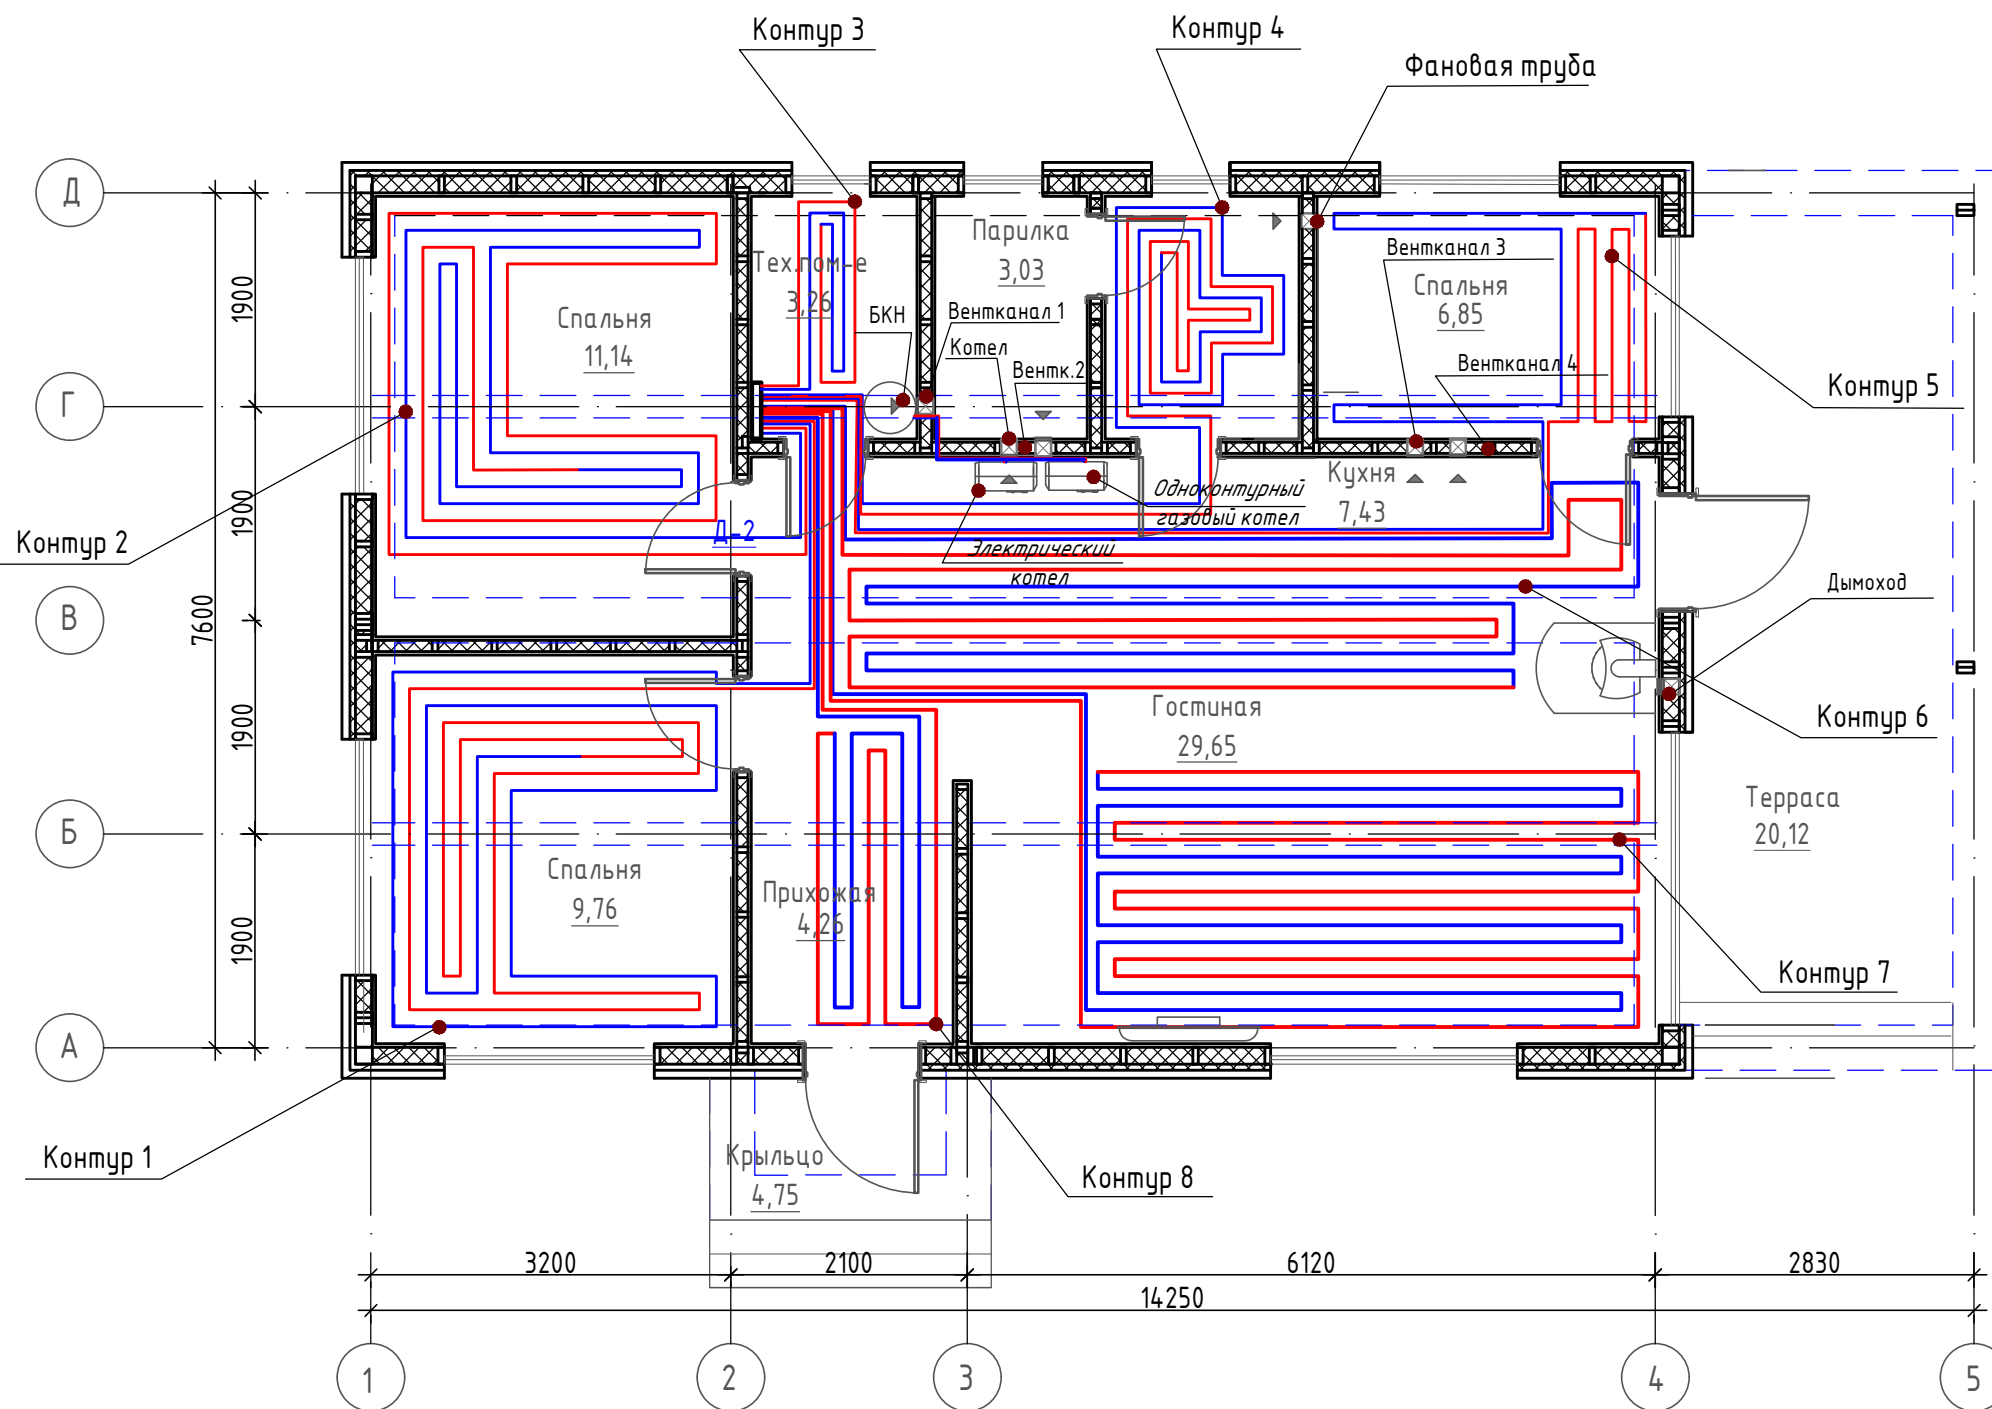 Контур 3
Контур 4
Фановая труба
Д
Г
В
Б
А
1900
1900
1900
1900
7600
Контур 2
Спальня
11,14
Тех.пом-е
3,26
Парилка
3,03
БКН
Вентканал 1
Котел
Вентк.2
Вентканал 3
Спальня
6,85
Вентканал 4
Контур 5
Кухня
7,43
Одноконтурный
газовый котел
Электрический
котел
Д-2
Дымоход
Контур 6
Гостиная
29,65
Терраса
20,12
Спальня
9,76
Прихожая
4,26
Контур 7
Контур 1
Крыльцо
4,75
Контур 8
3200
2100
6120
2830
14250
1
2
3
4
5